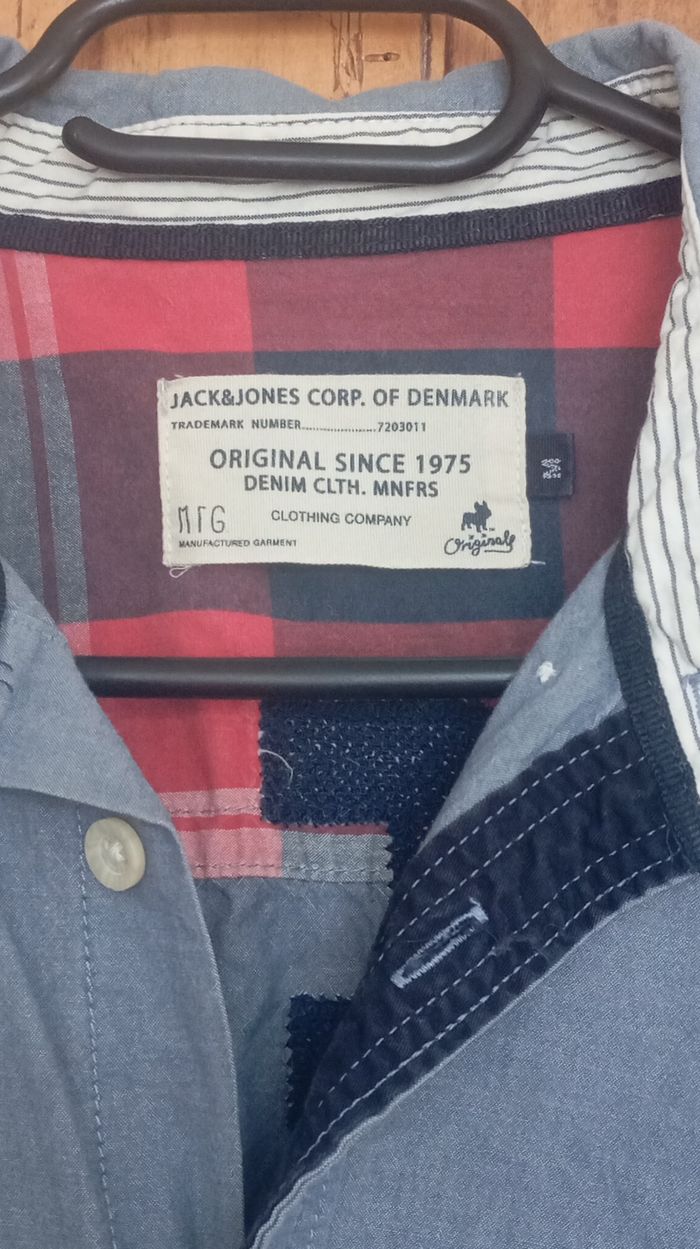 JACK&JONES CORP. OF DENMARK
TRADEMARK NUMBER......................7203011
ORIGINAL SINCE 1975
DENIM CLTH. MNFRS
MFG
CLOTHING COMPANY
MANUFACTURED GARMENT
Originals